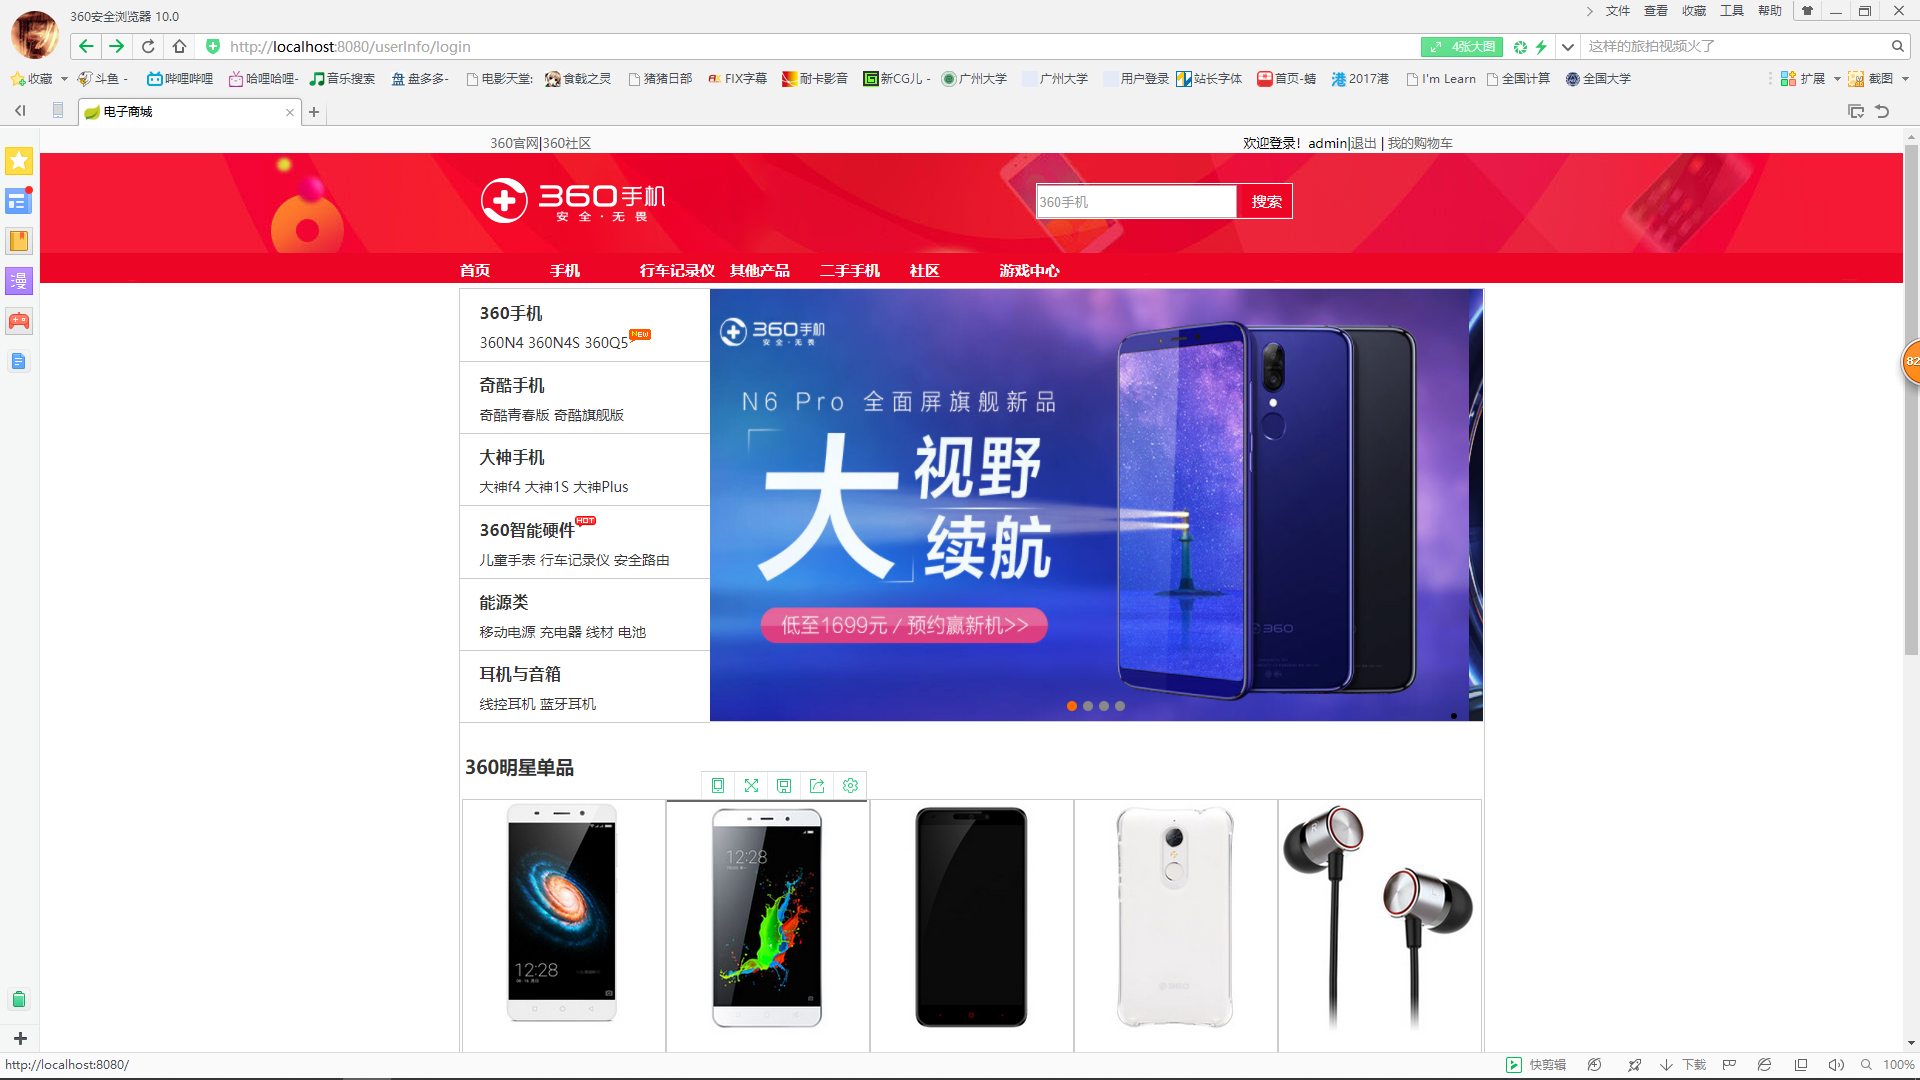 360安全浏览器 10.0
文件 查看 收藏 工具 帮助
http://localhost:8080/userInfo/login
4张大图
这样的旅拍视频火了
收藏 斗鱼 - 哔哩哔哩 哈哩哈哩- 音乐搜索 盘多多- 电影天堂: 食戟之灵 猪猪日部 FIX字幕 耐卡影音 新CG儿 - 广州大学 广州大学 用户登录 站长字体 首页-蜻 2017港 I'm Learn 全国计算 全国大学 扩展 截图
电子商城
360官网|360社区
欢迎登录！admin|退出 | 我的购物车
360手机
安全·无畏
360手机
搜索
首页 手机 行车记录仪 其他产品 二手手机 社区 游戏中心
360手机
360N4 360N4S 360Q5 NEW
奇酷手机
奇酷青春版 奇酷旗舰版
大神手机
大神f4 大神1S 大神Plus
360智能硬件 HOT
儿童手表 行车记录仪 安全路由
能源类
移动电源 充电器 线材 电池
耳机与音箱
线控耳机 蓝牙耳机
360手机
安全·无畏
N6 Pro 全面屏旗舰新品
大视野
续航
低至1699元 / 预约赢新机>>
360
漫
82
360明星单品
12:28
12:28
360
http://localhost:8080/
快剪辑 下载 100%